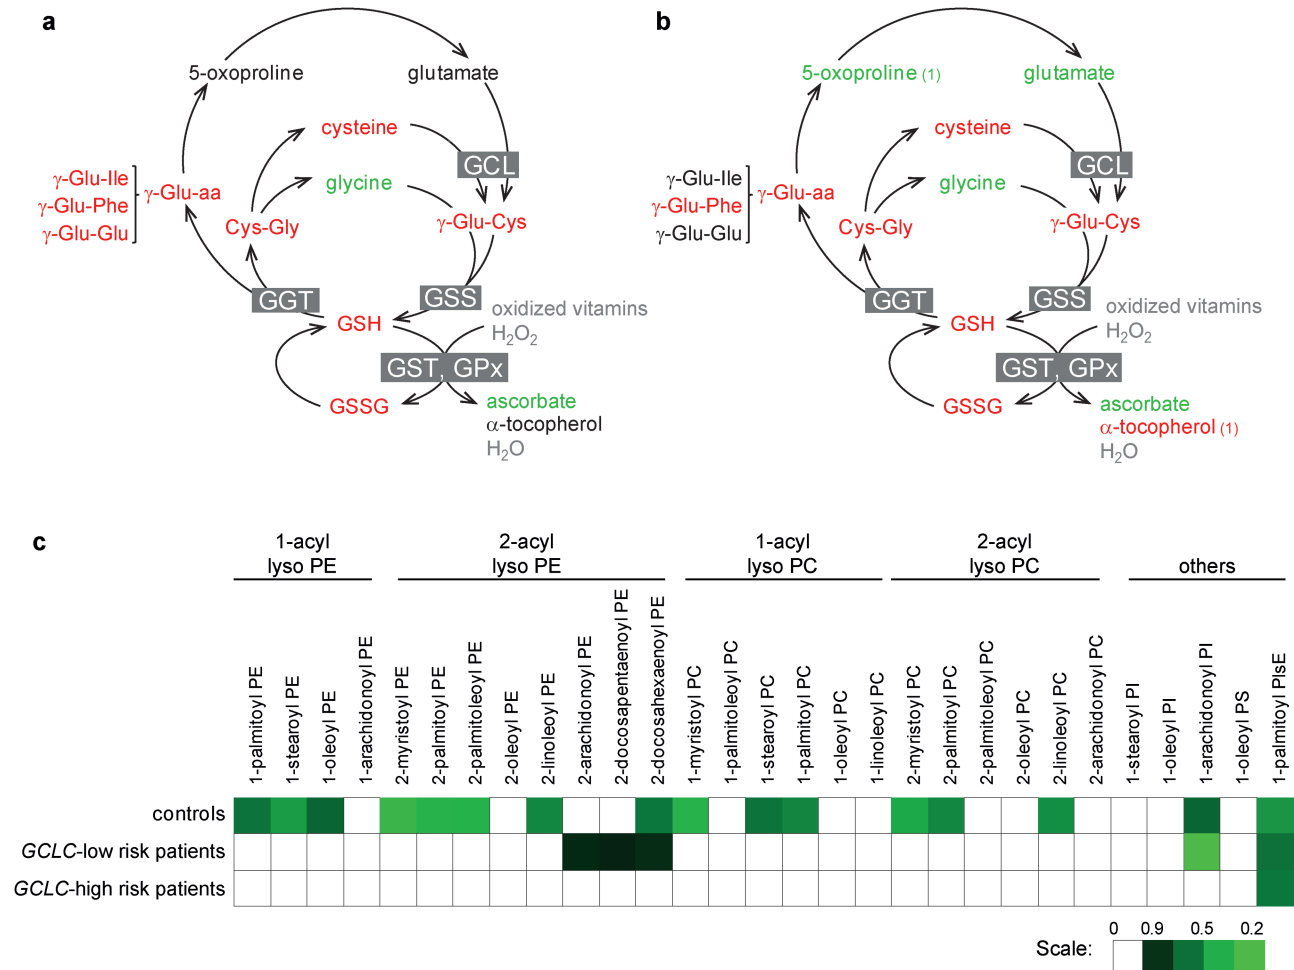 a
5-oxoproline
glutamate
cysteine
GCL
glycine
γ-Glu-Ile
γ-Glu-Phe
γ-Glu-Glu
γ-Glu-aa
Cys-Gly
γ-Glu-Cys
GGT
GSS
oxidized vitamins
H2O2
GSH
GST, GPx
GSSG
ascorbate
α-tocopherol
H2O
b
5-oxoproline (1)
glutamate
cysteine
GCL
glycine
γ-Glu-Ile
γ-Glu-Phe
γ-Glu-Glu
γ-Glu-aa
Cys-Gly
γ-Glu-Cys
GGT
GSS
oxidized vitamins
H2O2
GSH
GST, GPx
GSSG
ascorbate
α-tocopherol (1)
H2O
c
1-acyl
lyso PE
2-acyl
lyso PE
1-acyl
lyso PC
2-acyl
lyso PC
others
1-palmitoyl PE
1-stearoyl PE
1-oleoyl PE
1-arachidonoyl PE
2-myristoyl PE
2-palmitoyl PE
2-palmitoleoyl PE
2-oleoyl PE
2-linoleoyl PE
2-arachidonoyl PE
2-docosapentaenoyl PE
2-docosahexaenoyl PE
1-myristoyl PC
1-palmitoleoyl PC
1-stearoyl PC
1-palmitoyl PC
1-oleoyl PC
1-linoleoyl PC
2-myristoyl PC
2-palmitoyl PC
2-palmitoleoyl PC
2-oleoyl PC
2-linoleoyl PC
2-arachidonoyl PC
1-stearoyl PI
1-oleoyl PI
1-arachidonoyl PI
1-oleoyl PS
1-palmitoyl PlsE
controls
GCLC-low risk patients
GCLC-high risk patients
Scale:
0 0.9 0.5 0.2